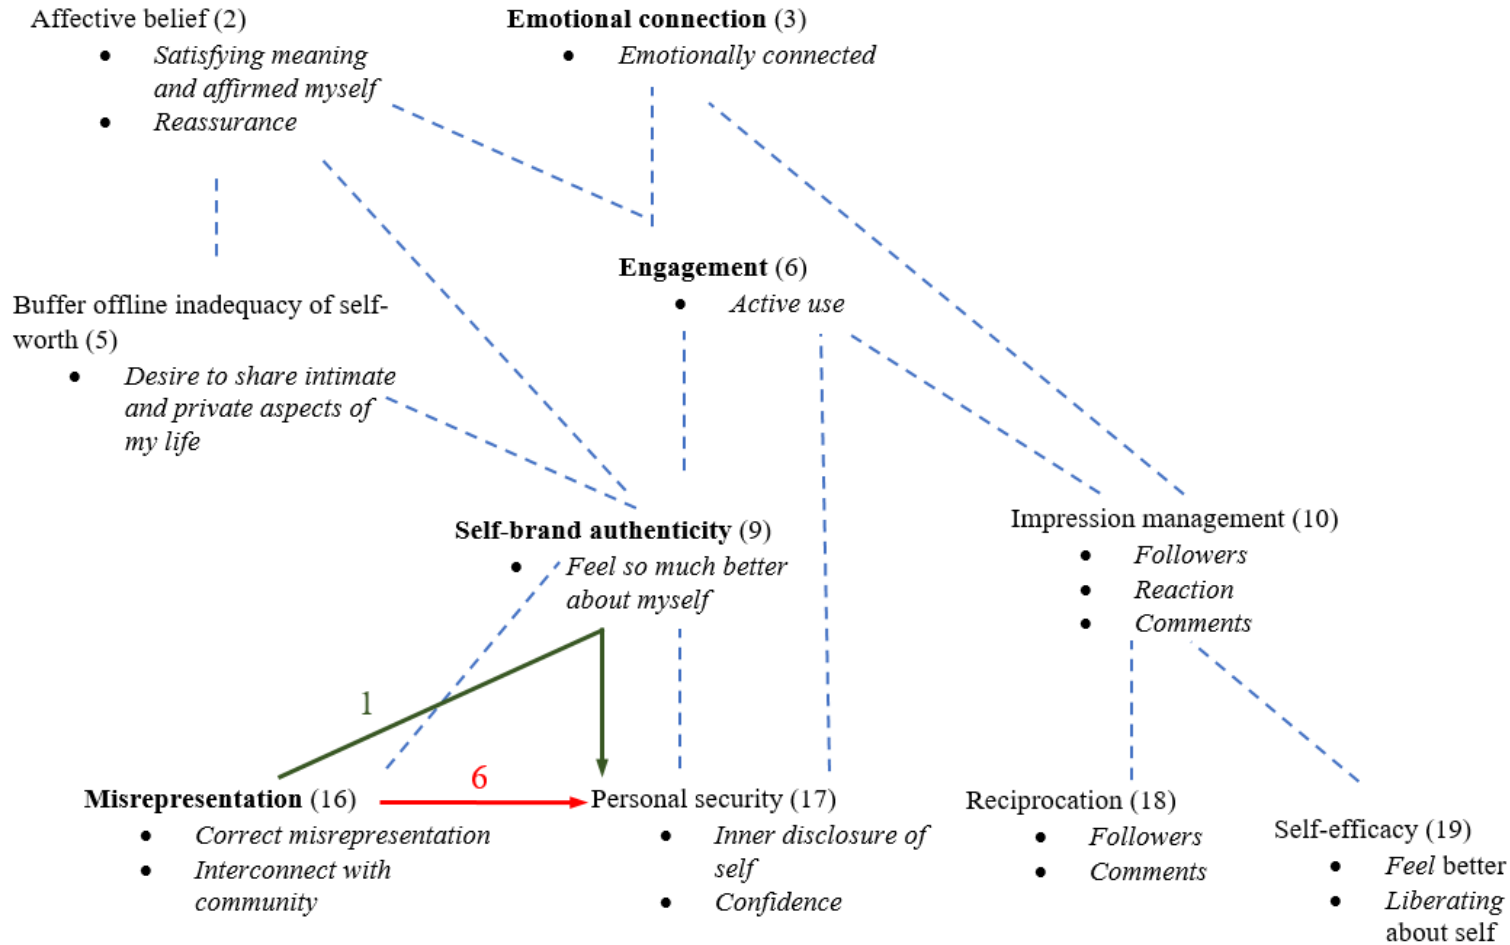 Affective belief (2)
• Satisfying meaning
and affirmed myself
• Reassurance
Emotional connection (3)
• Emotionally connected
Engagement (6)
• Active use
Buffer offline inadequacy of self-
worth (5)
• Desire to share intimate
and private aspects of
my life
Self-brand authenticity (9)
• Feel so much better
about myself
Impression management (10)
• Followers
• Reaction
• Comments
1
6
Misrepresentation (16)
• Correct misrepresentation
• Interconnect with
community
Personal security (17)
• Inner disclosure of
self
• Confidence
Reciprocation (18)
• Followers
• Comments
Self-efficacy (19)
• Feel better
• Liberating
about self